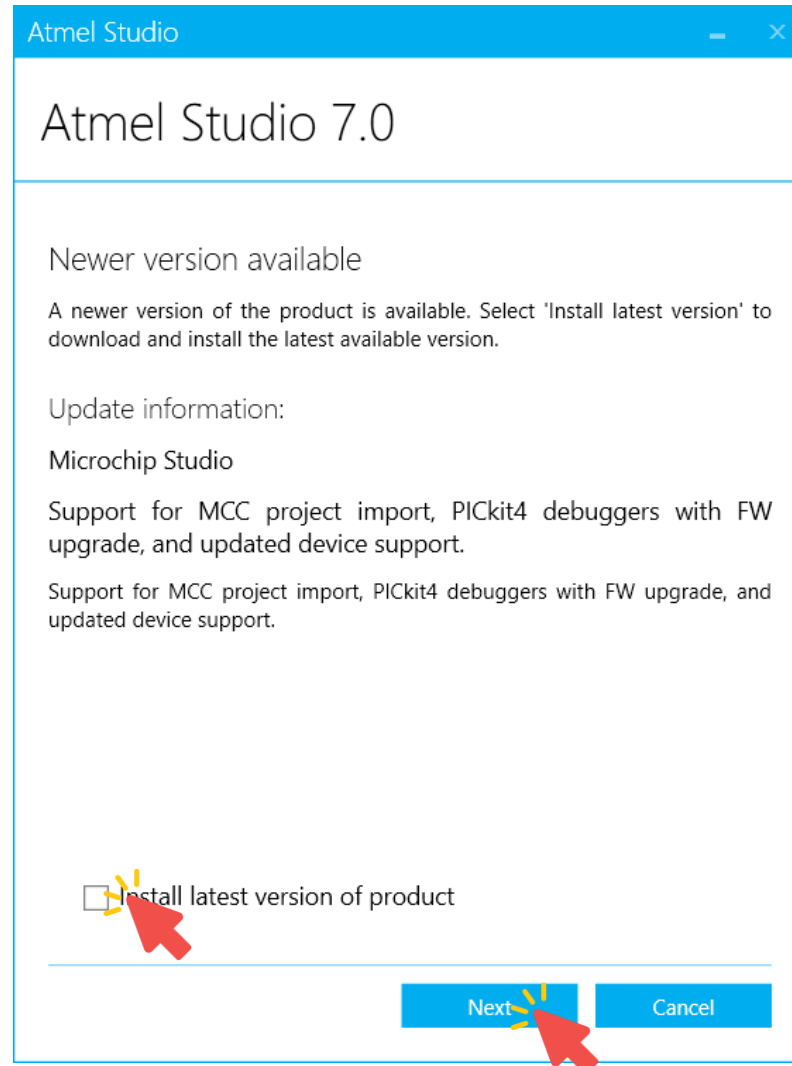 Atmel Studio
Atmel Studio 7.0
Newer version available
A newer version of the product is available. Select 'Install latest version' to
download and install the latest available version.
Update information:
Microchip Studio
Support for MCC project import, PICkit4 debuggers with FW
upgrade, and updated device support.
Support for MCC project import, PICkit4 debuggers with FW upgrade, and
updated device support.
Install latest version of product
Next
Cancel